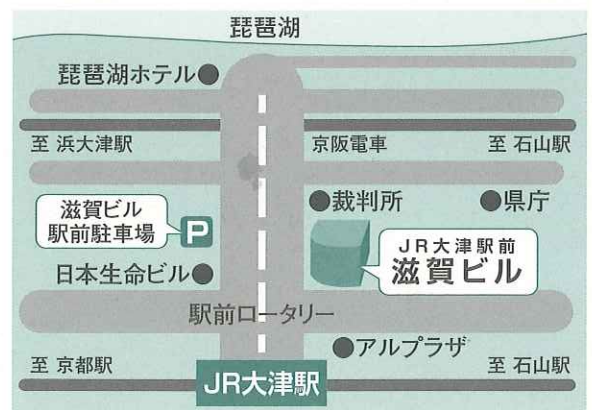 琵琶湖
琵琶湖ホテル
至 浜大津駅
京阪電車
至 石山駅
裁判所
県庁
滋賀ビル
駅前駐車場
P
JR大津駅前
滋賀ビル
日本生命ビル
駅前ロータリー
アルプラザ
至 京都駅
至 石山駅
JR大津駅